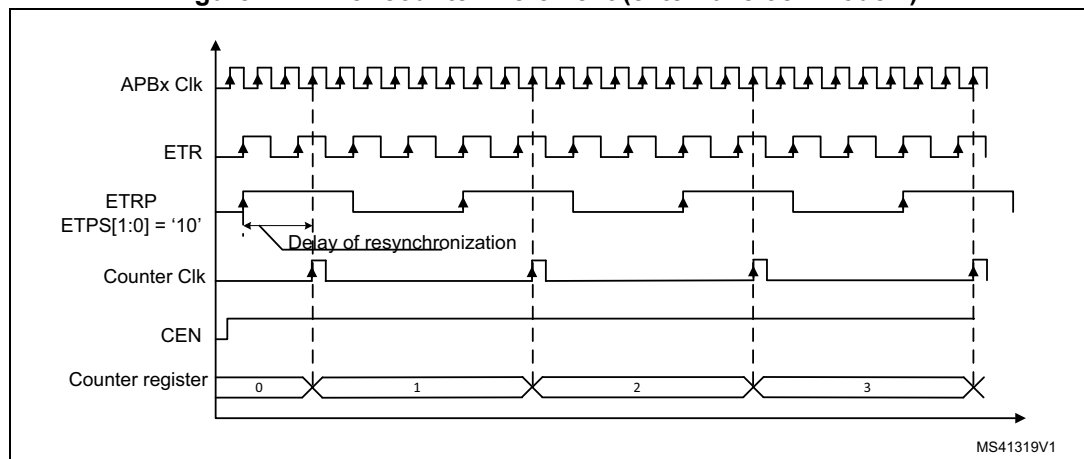 APBx Clk
ETR
ETRP
ETPS[1:0] = ‘10’
Delay of resynchronization
Counter Clk
CEN
Counter register
0 1 2 3
MS41319V1